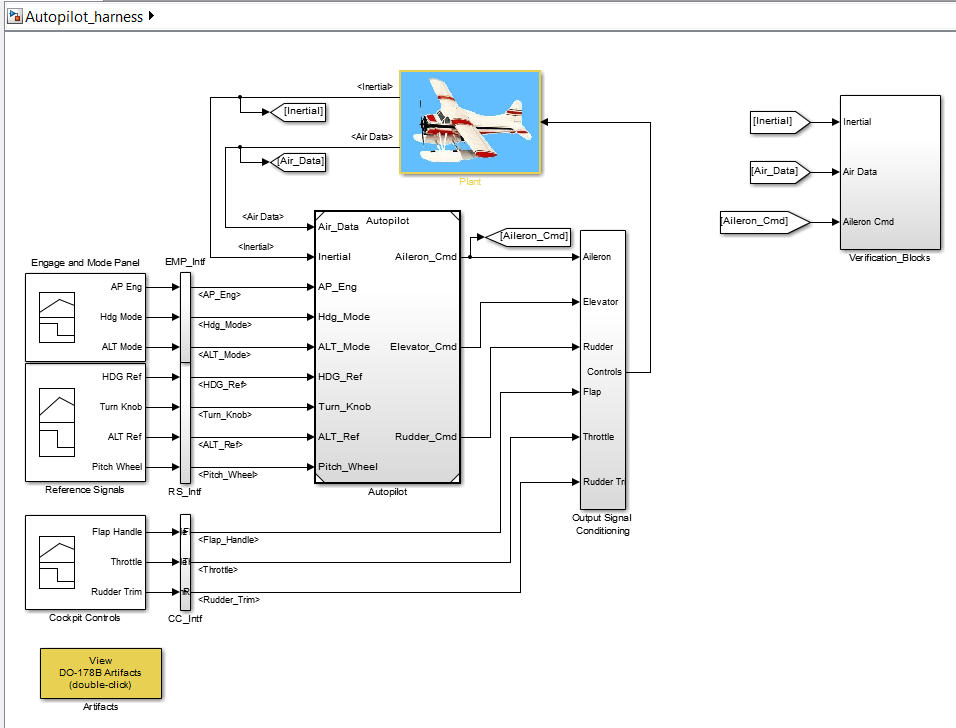 Autopilot_harness
<Inertial>
[Inertial]
<Air Data>
[Air_Data]
Plant
[Inertial]
Inertial
[Air_Data]
Air Data
[Aileron_Cmd]
Aileron Cmd
Verification_Blocks
<Air Data>
<Inertial>
Autopilot
Air_Data
Inertial
AP_Eng
Hdg_Mode
ALT_Mode
HDG_Ref
Turn_Knob
ALT_Ref
Pitch_Wheel
Aileron_Cmd
Elevator_Cmd
Rudder_Cmd
Autopilot
[Aileron_Cmd]
Aileron
Elevator
Rudder
Controls
Flap
Throttle
Rudder Tri
Output Signal
Conditioning
Engage and Mode Panel
AP Eng
Hdg Mode
ALT Mode
EMP_Intf
<AP_Eng>
<Hdg_Mode>
<ALT_Mode>
HDG Ref
Turn Knob
ALT Ref
Pitch Wheel
Reference Signals
<HDG_Ref>
<Turn_Knob>
<ALT_Ref>
<Pitch_Wheel>
RS_Intf
Flap Handle
Throttle
Rudder Trim
Cockpit Controls
<Flap_Handle>
<Throttle>
<Rudder_Trim>
CC_Intf
View
DO-178B Artifacts
(double-click)
Artifacts